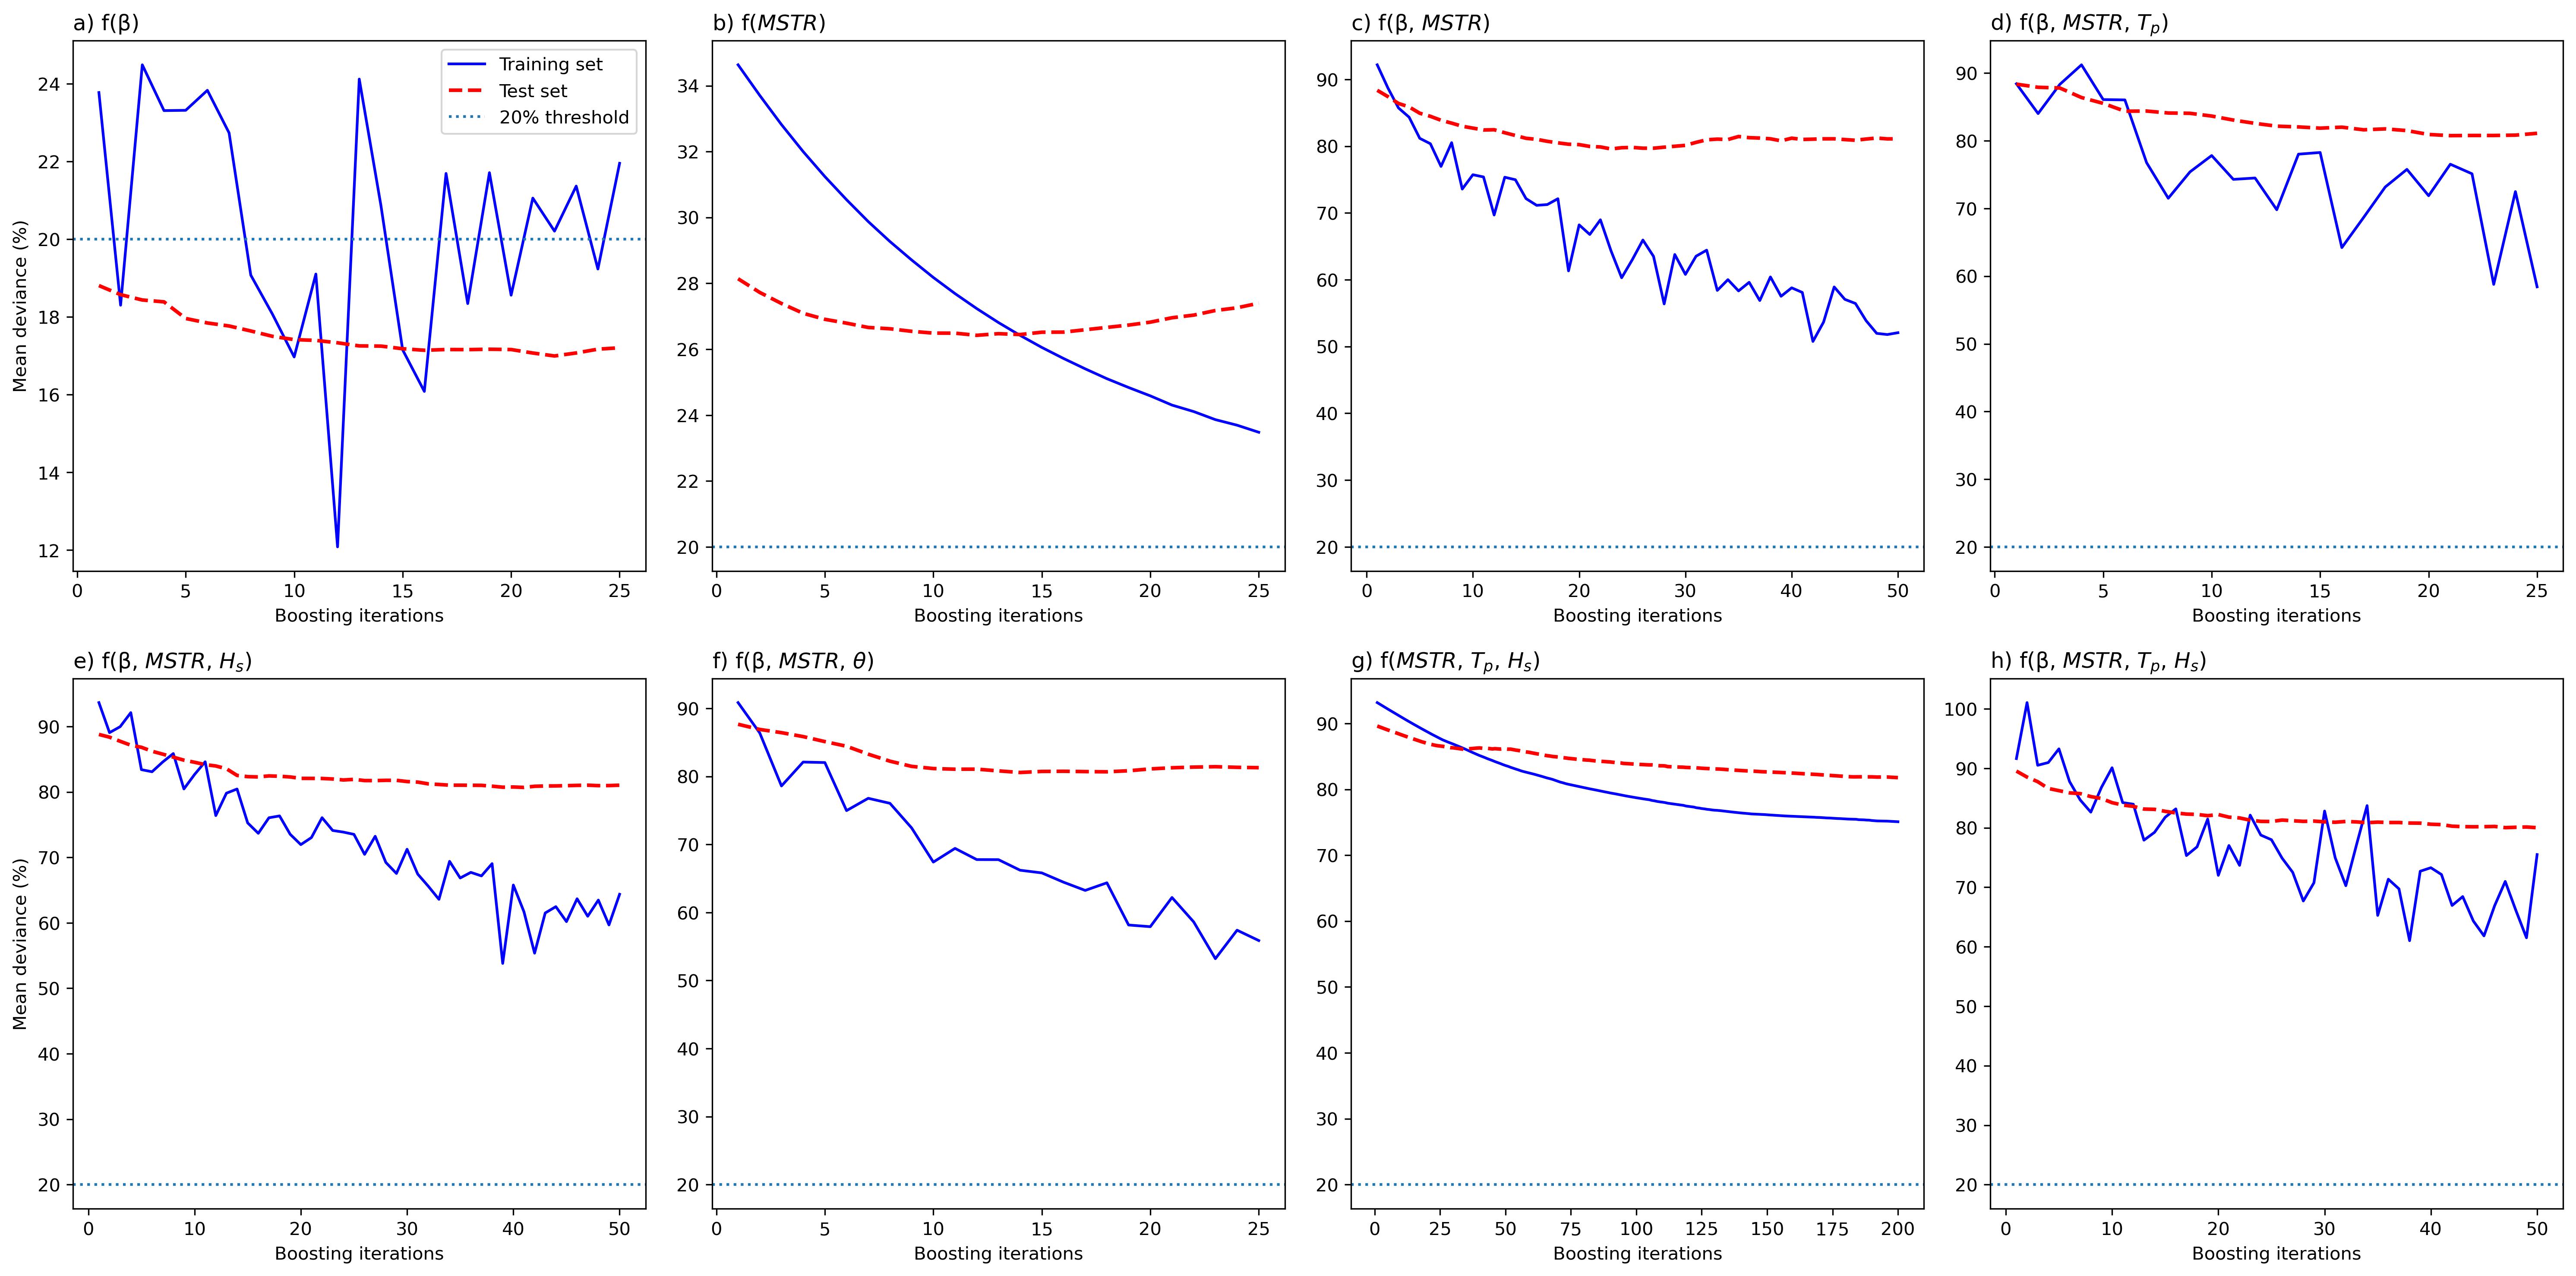 a) f(β)
24
22
20
18
16
14
12
Mean deviance (%)
0 5 10 15 20 25
Boosting iterations
Training set
Test set
20% threshold
b) f(MSTR)
34
32
30
28
26
24
22
20
0 5 10 15 20 25
Boosting iterations
c) f(β, MSTR)
90
80
70
60
50
40
30
20
0 10 20 30 40 50
Boosting iterations
d) f(β, MSTR, Tp)
90
80
70
60
50
40
30
20
0 5 10 15 20 25
Boosting iterations
e) f(β, MSTR, Hs)
90
80
70
60
50
40
30
20
Mean deviance (%)
0 10 20 30 40 50
Boosting iterations
f) f(β, MSTR, θ)
90
80
70
60
50
40
30
20
0 5 10 15 20 25
Boosting iterations
g) f(MSTR, Tp, Hs)
90
80
70
60
50
40
30
20
0 25 50 75 100 125 150 175 200
Boosting iterations
h) f(β, MSTR, Tp, Hs)
100
90
80
70
60
50
40
30
20
0 10 20 30 40 50
Boosting iterations